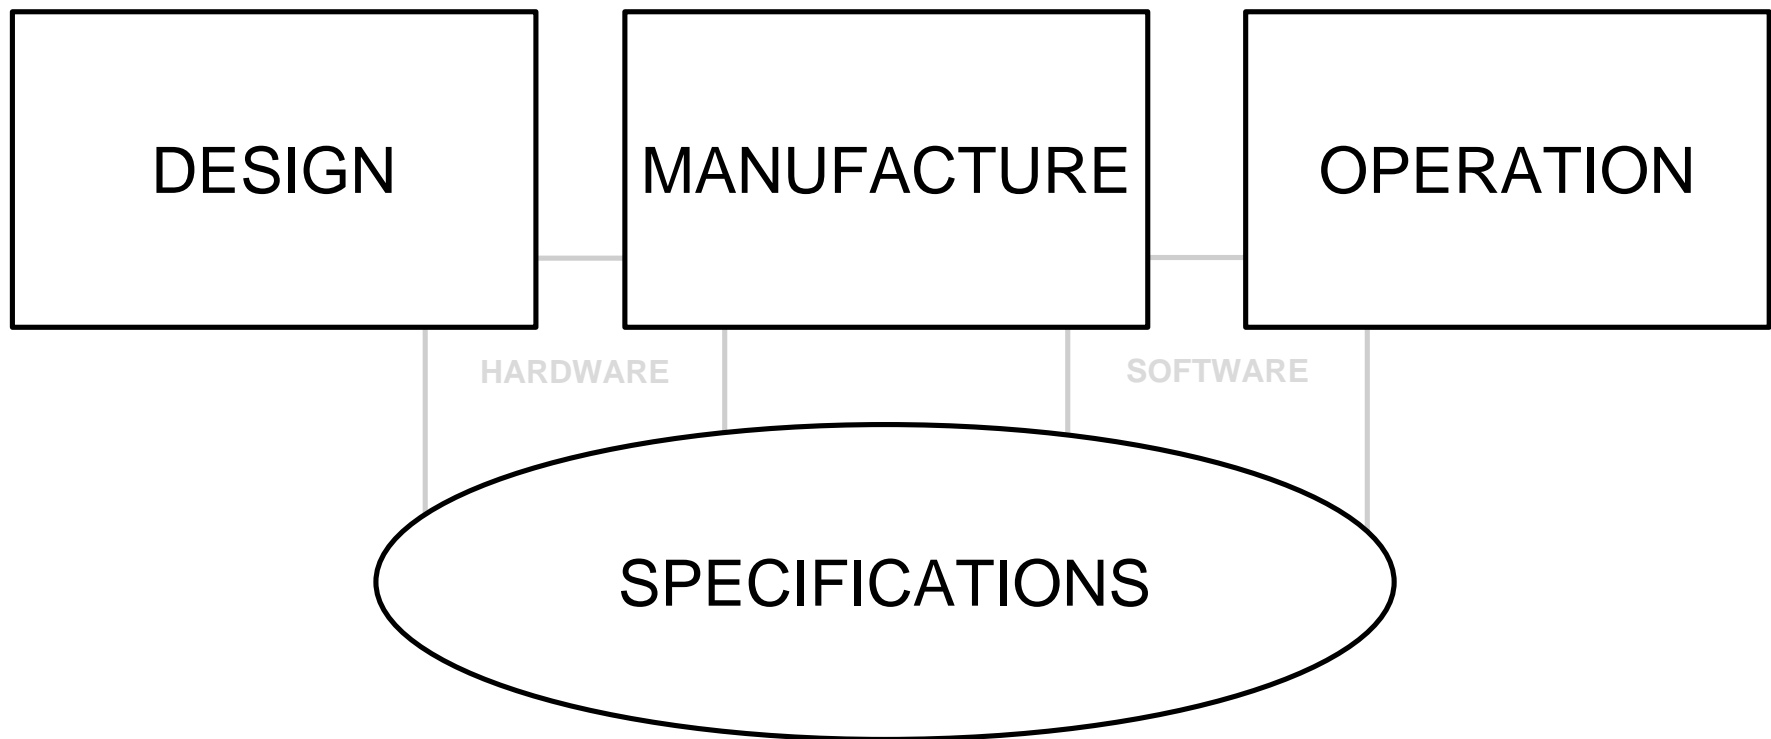 DESIGN
MANUFACTURE
OPERATION
HARDWARE
SOFTWARE
SPECIFICATIONS